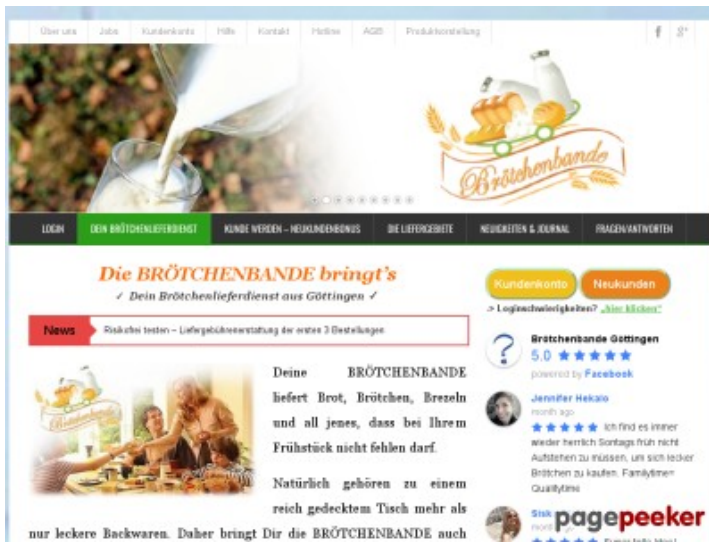 Über uns Jobs Kundenkonto Hilfe Kontakt Hotline AGB Produktvorstellung
Brötchenbande
LOGIN DEIN BRÖTCHENLIEFERDIENST KUNDE WERDEN – NEUKUNDENBONUS DIE LIEFERGEBIETE NEUIGKEITEN & JOURNAL FRAGEN/ANTWORTEN
Die BRÖTCHENBANDE bringt's
✓ Dein Brötchenlieferdienst aus Göttingen ✓
News Risikofrei testen – Liefergebührenerstattung der ersten 3 Bestellungen
Brötchenbande
Deine BRÖTCHENBANDE
liefert Brot, Brötchen, Brezeln
und all jenes, dass bei Ihrem
Frühstück nicht fehlen darf.
Natürlich gehören zu einem
reich gedecktem Tisch mehr als
nur leckere Backwaren. Daher bringt Dir die BRÖTCHENBANDE auch
Kundenkonto Neukunden
-> Loginschwierigkeiten? „hier klicken"
Brötchenbande Göttingen
5.0 ★★★★★
powered by Facebook
Jennifer Hekalo
month ago
★★★★★ Ich find es immer
wieder herrlich Sontags früh nicht
Aufstehen zu müssen, um sich lecker
Brötchen zu kaufen. Familytime=
Qualitytime
pagepeeker